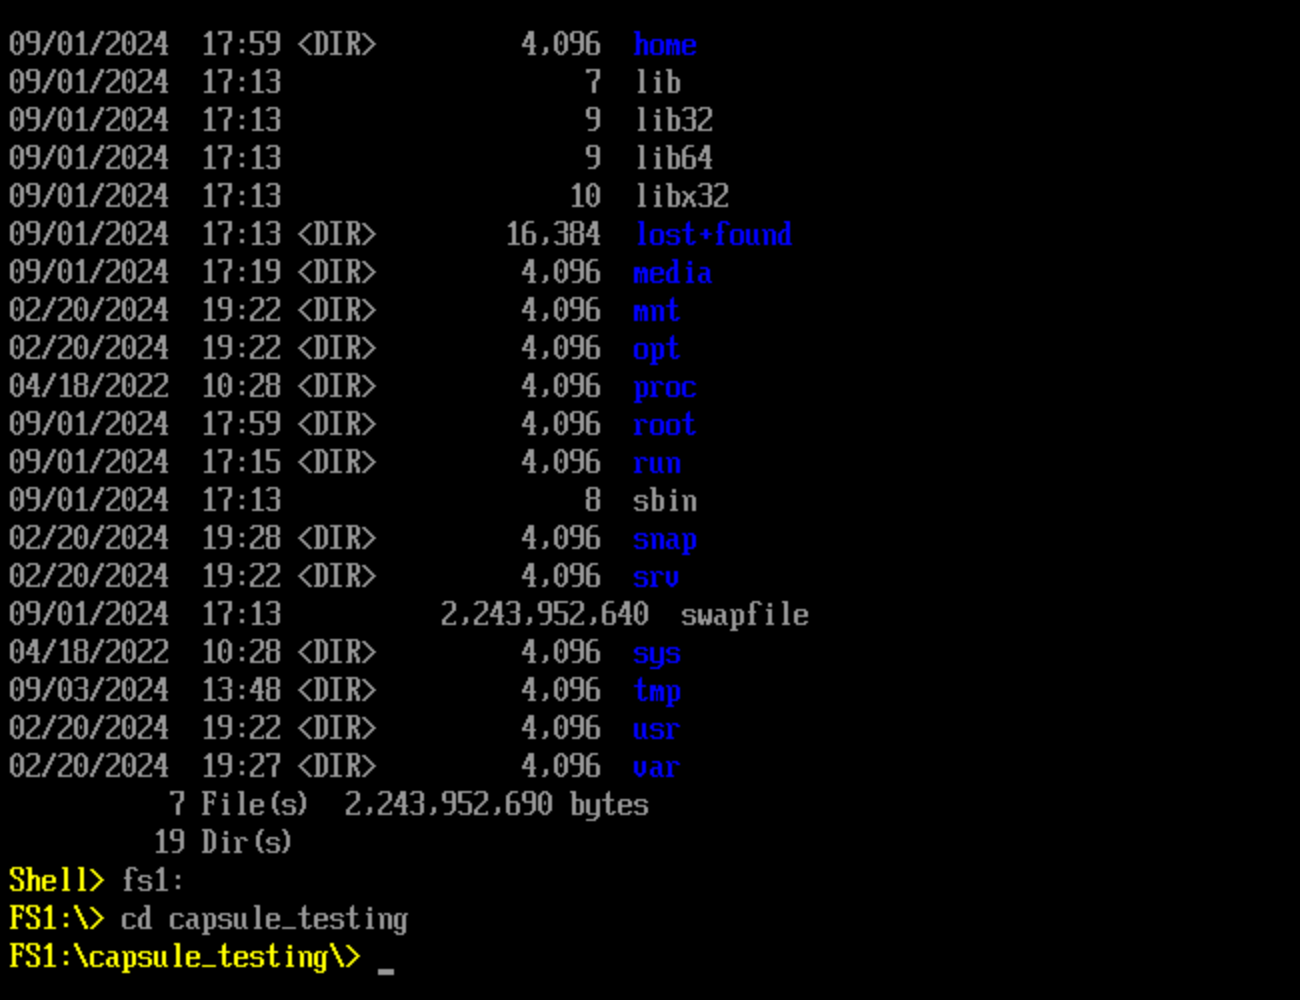 09/01/2024  17:59 <DIR>         4,096  home
09/01/2024  17:13                   7  lib
09/01/2024  17:13                   9  lib32
09/01/2024  17:13                   9  lib64
09/01/2024  17:13                  10  libx32
09/01/2024  17:13 <DIR>        16,384  lost+found
09/01/2024  17:19 <DIR>         4,096  media
02/20/2024  19:22 <DIR>         4,096  mnt
02/20/2024  19:22 <DIR>         4,096  opt
04/18/2022  10:28 <DIR>         4,096  proc
09/01/2024  17:59 <DIR>         4,096  root
09/01/2024  17:15 <DIR>         4,096  run
09/01/2024  17:13                   8  sbin
02/20/2024  19:28 <DIR>         4,096  snap
02/20/2024  19:22 <DIR>         4,096  srv
09/01/2024  17:13          2,243,952,640  swapfile
04/18/2022  10:28 <DIR>         4,096  sys
09/03/2024  13:48 <DIR>         4,096  tmp
02/20/2024  19:22 <DIR>         4,096  usr
02/20/2024  19:27 <DIR>         4,096  var
          7 File(s)  2,243,952,690 bytes
         19 Dir(s)
Shell> fs1:
FS1:\> cd capsule_testing
FS1:\capsule_testing\> _